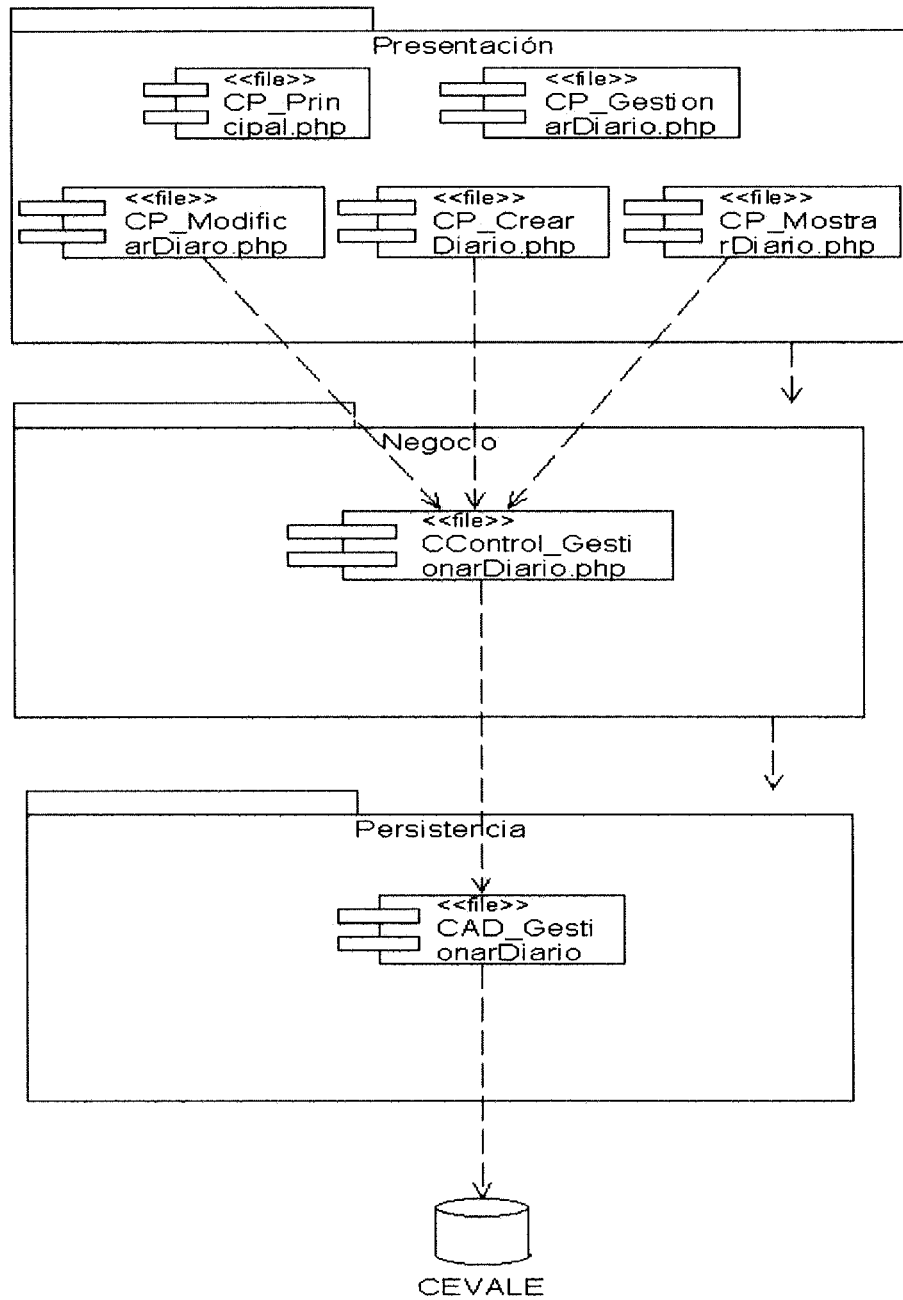 Presentación
<<file>>
CP_Prin
cipal.php
<<file>>
CP_Gestion
arDiario.php
<<file>>
CP_Modific
arDiaro.php
<<file>>
CP_Crear
Diario.php
<<file>>
CP_Mostra
rDiario.php
Negocio
<<file>>
CControl_Gesti
onarDiario.php
Persistencia
<<file>>
CAD_Gesti
onarDiario
CEVALE